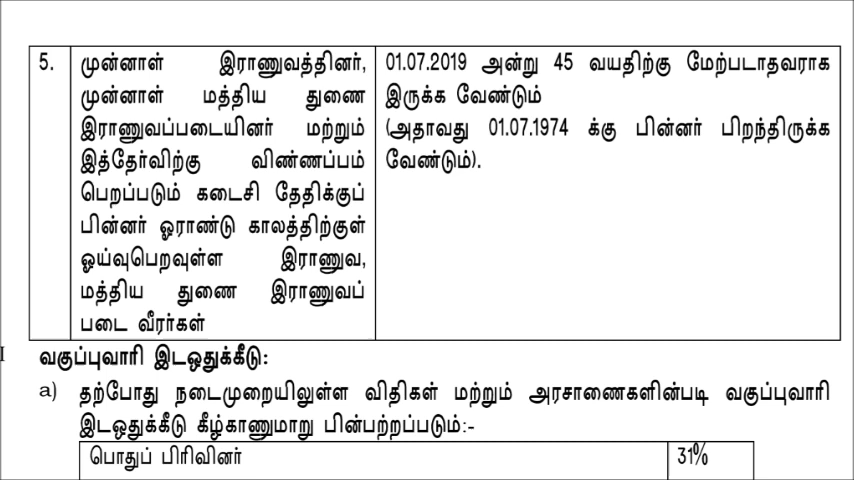 5. முன்னாள் இராணுவத்தினர், 01.07.2019 அன்று 45 வயதிற்கு மேற்படாதவராக
முன்னாள் மத்திய துணை இருக்க வேண்டும்
இராணுவப்படையினர் மற்றும் (அதாவது 01.07.1974 க்கு பின்னர் பிறந்திருக்க
இத்தேர்விற்கு விண்ணப்பம் வேண்டும்).
பெறப்படும் கடைசி தேதிக்குப்
பின்னர் ஓராண்டு காலத்திற்குள்
ஓய்வுபெறவுள்ள இராணுவ,
மத்திய துணை இராணுவப்
படை வீரர்கள்
I வகுப்புவாரி இடஒதுக்கீடு:
a) தற்போது நடைமுறையிலுள்ள விதிகள் மற்றும் அரசாணைகளின்படி வகுப்புவாரி
இடஒதுக்கீடு கீழ்காணுமாறு பின்பற்றப்படும்:-
பொதுப் பிரிவினர் 31%